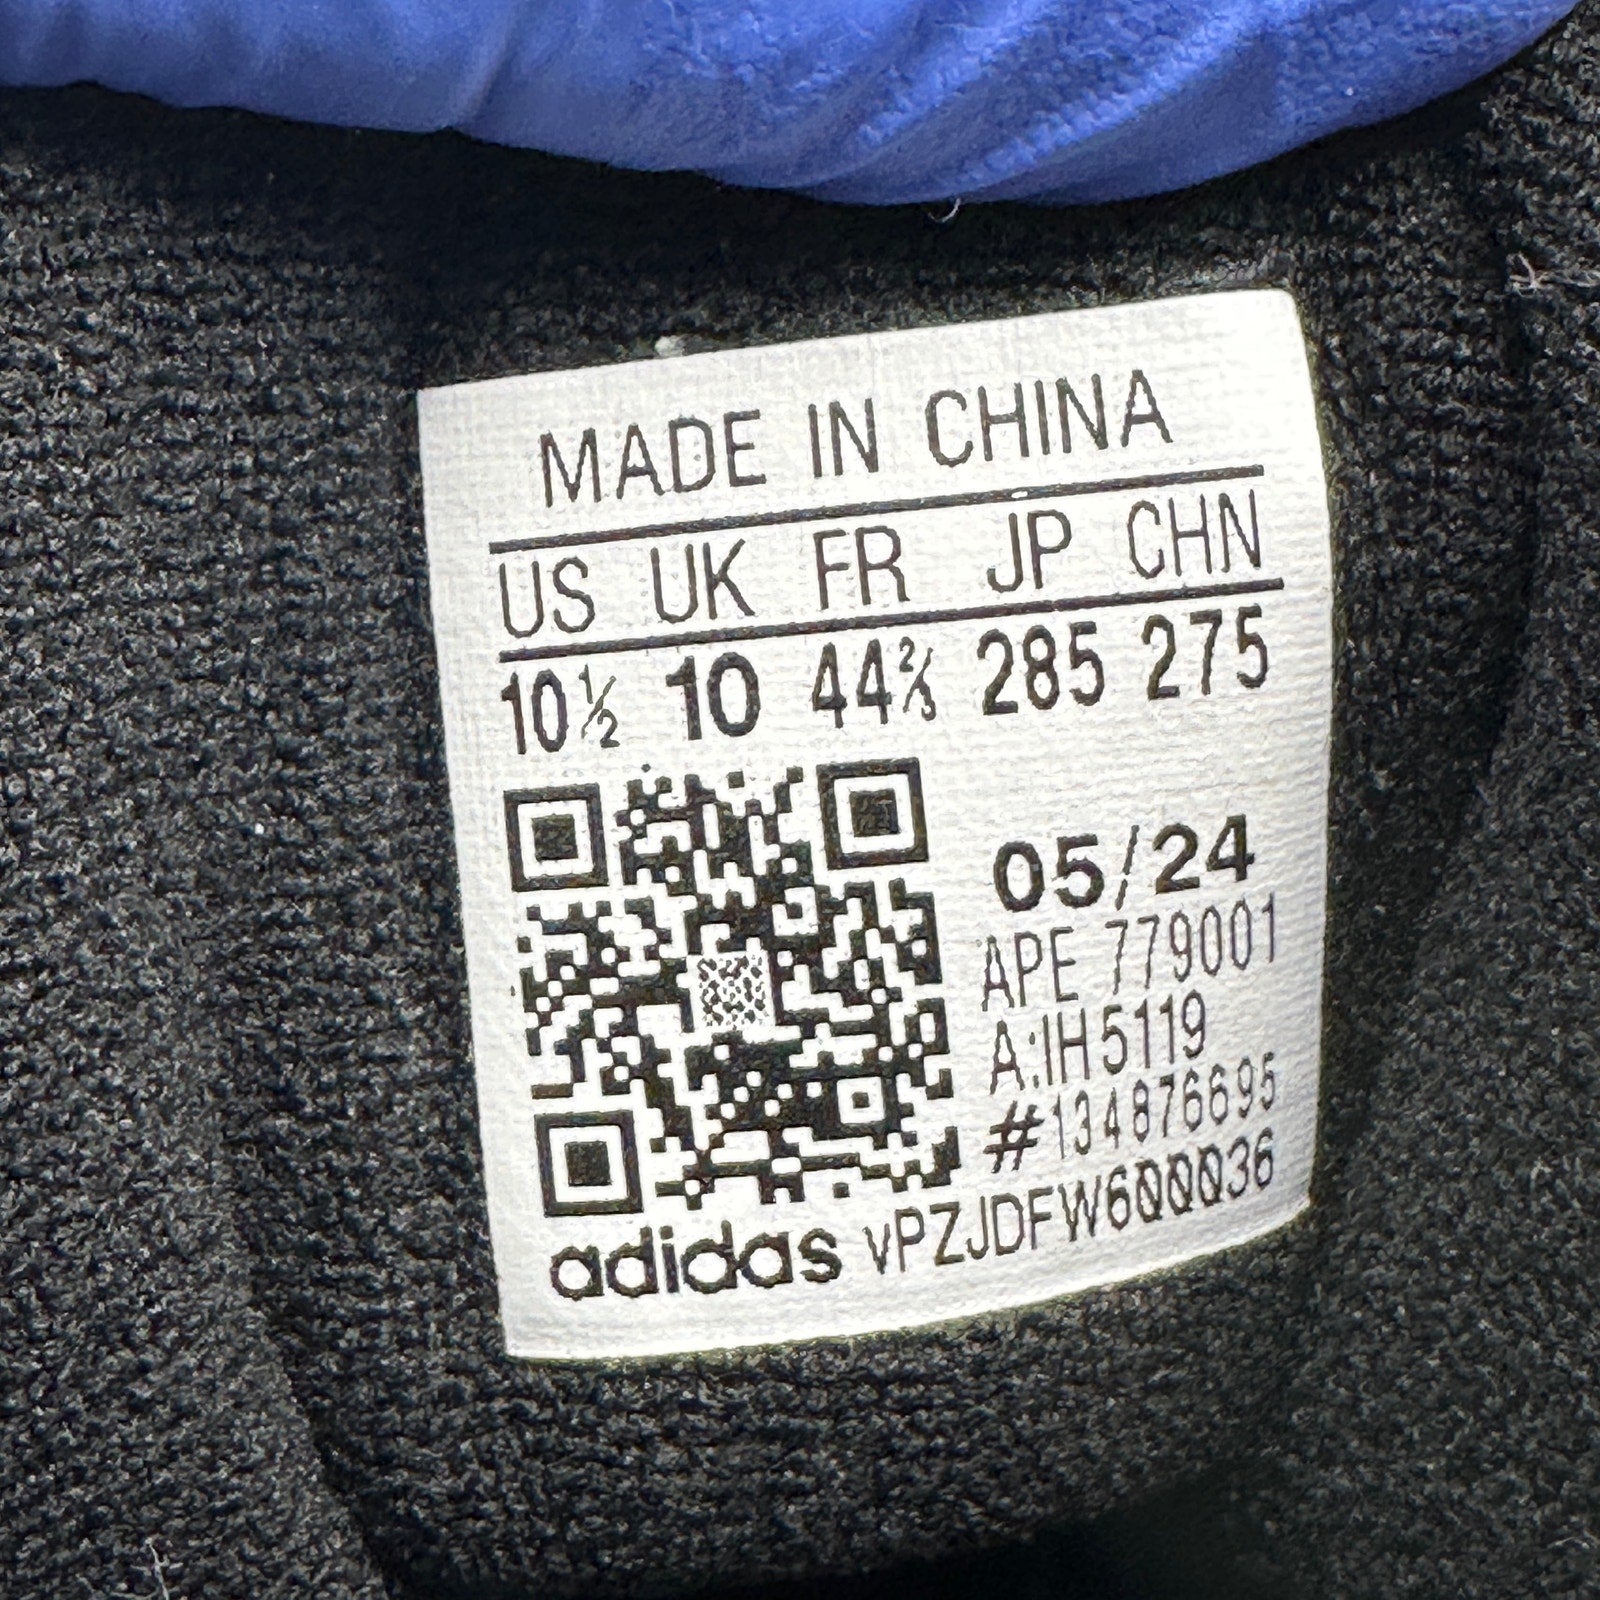 MADE IN CHINA
US UK FR JP CHN
10½ 10 44⅔ 285 275
05/24
APE 779001
A:IH5119
#134876695
adidas vPZJDFW600036